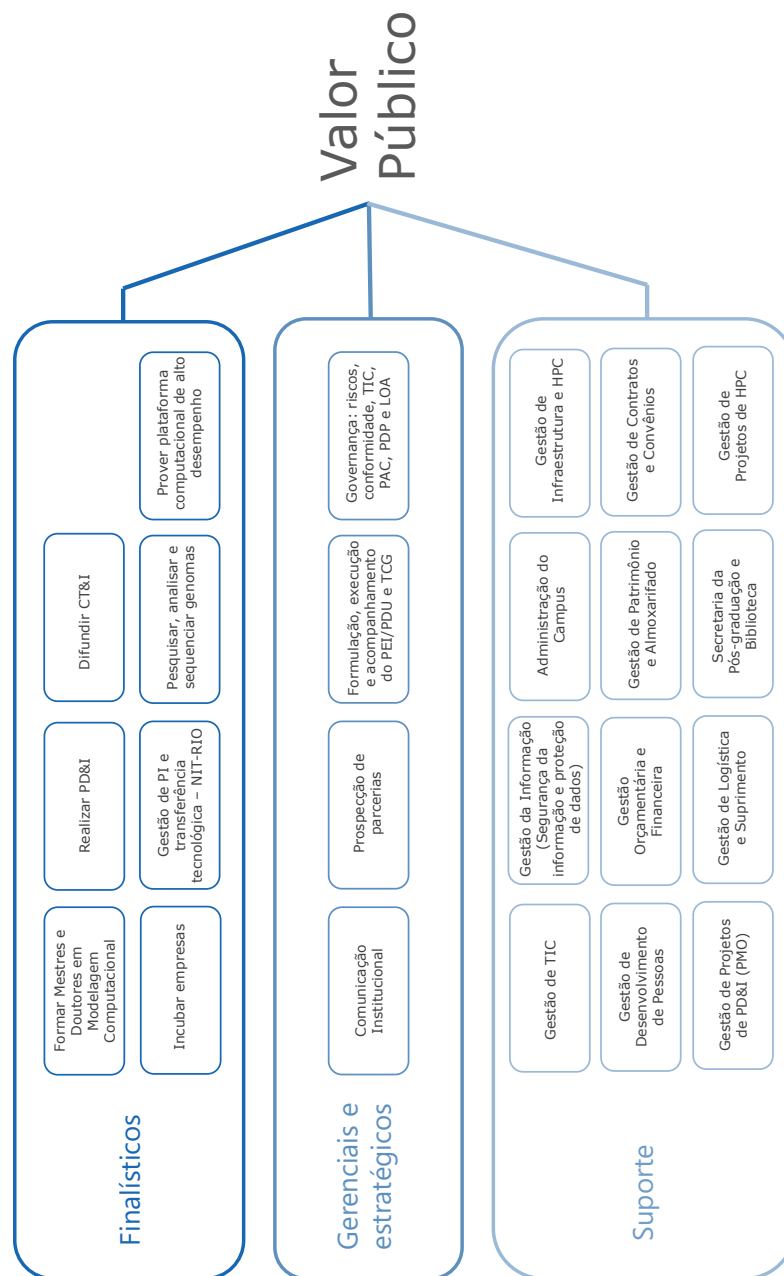 Finalísticos
Formar Mestres e
Doutores em
Modelagem
Computacional
Realizar PD&I
Difundir CT&I
Incubar empresas
Gestão de PI e
transferência
tecnológica – NIT-RIO
Pesquisar, analisar e
sequenciar genomas
Prover plataforma
computacional de alto
desempenho
Gerenciais e
estratégicos
Comunicação
Institucional
Prospecção de
parcerias
Formulação, execução
e acompanhamento
do PEI/PDU e TCG
Governança: riscos,
conformidade, TIC,
PAC, PDP e LOA
Suporte
Gestão de TIC
Gestão da Informação
(Segurança da
informação e proteção
de dados)
Administração do
Campus
Gestão de
Infraestrutura e HPC
Gestão de
Desenvolvimento
de Pessoas
Gestão
Orçamentária e
Financeira
Gestão de Patrimônio
e Almoxarifado
Gestão de Contratos
e Convênios
Gestão de Projetos
de PD&I (PMO)
Gestão de Logística
e Suprimento
Secretaria da
Pós-graduação e
Biblioteca
Gestão de
Projetos de HPC
Valor
Público